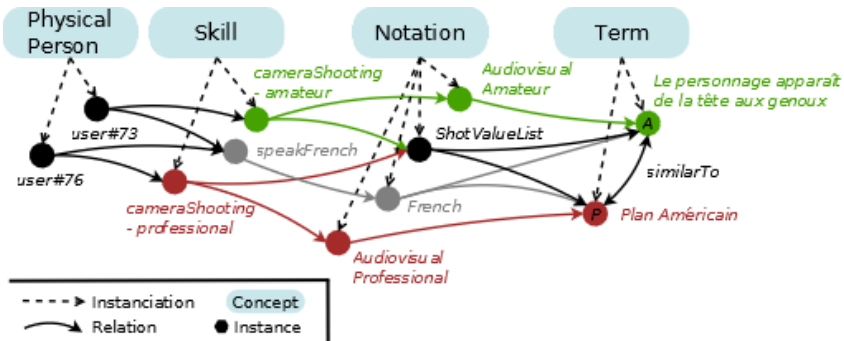 Physical
Person
Skill
Notation
Term
cameraShooting
- amateur
Audiovisual
Amateur
Le personnage apparaît
de la tête aux genoux
user#73
speakFrench
ShotValueList
A
user#76
similarTo
cameraShooting
- professional
French
P
Plan Américain
Audiovisual
Professional
Instanciation
Concept
Relation
Instance